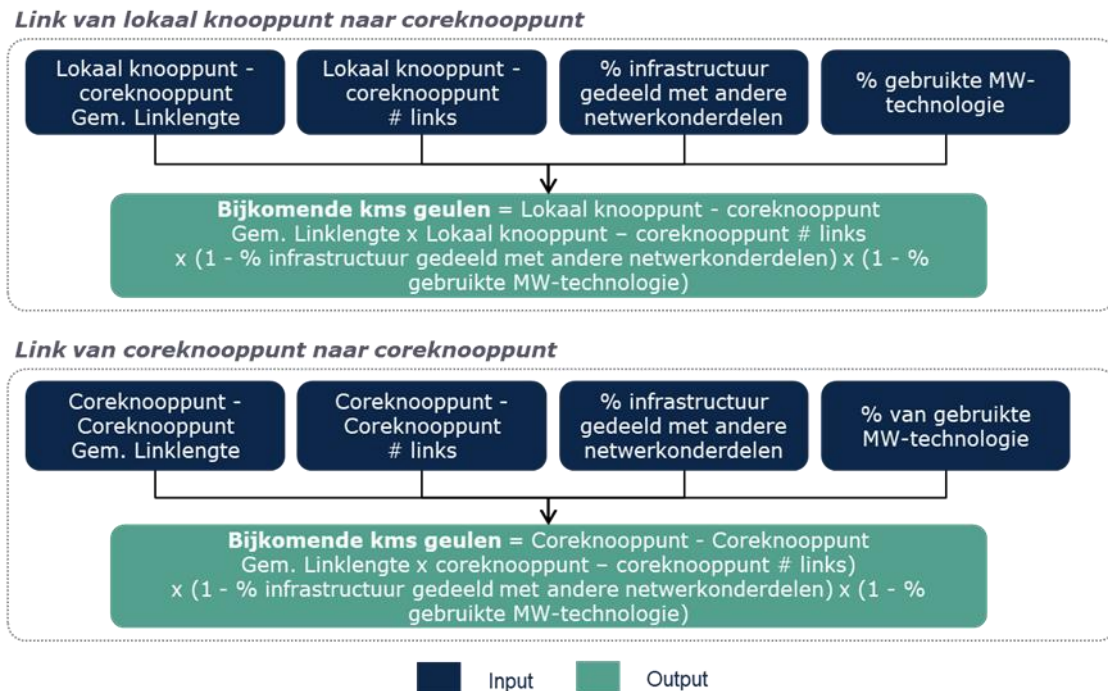 Link van lokaal knooppunt naar coreknooppunt
Lokaal knooppunt -
coreknooppunt
Gem. Linklengte
Lokaal knooppunt -
coreknooppunt
# links
% infrastructuur
gedeeld met andere
netwerkonderdelen
% gebruikte MW-
technologie
Bijkomende kms geulen = Lokaal knooppunt - coreknooppunt
Gem. Linklengte x Lokaal knooppunt – coreknooppunt # links
x (1 - % infrastructuur gedeeld met andere netwerkonderdelen) x (1 - %
gebruikte MW-technologie)
Link van coreknooppunt naar coreknooppunt
Coreknooppunt -
Coreknooppunt
Gem. Linklengte
Coreknooppunt -
Coreknooppunt
# links
% infrastructuur
gedeeld met andere
netwerkonderdelen
% van gebruikte
MW-technologie
Bijkomende kms geulen = Coreknooppunt - Coreknooppunt
Gem. Linklengte x coreknooppunt – coreknooppunt # links)
x (1 - % infrastructuur gedeeld met andere netwerkonderdelen) x (1 - %
gebruikte MW-technologie)
Input
Output